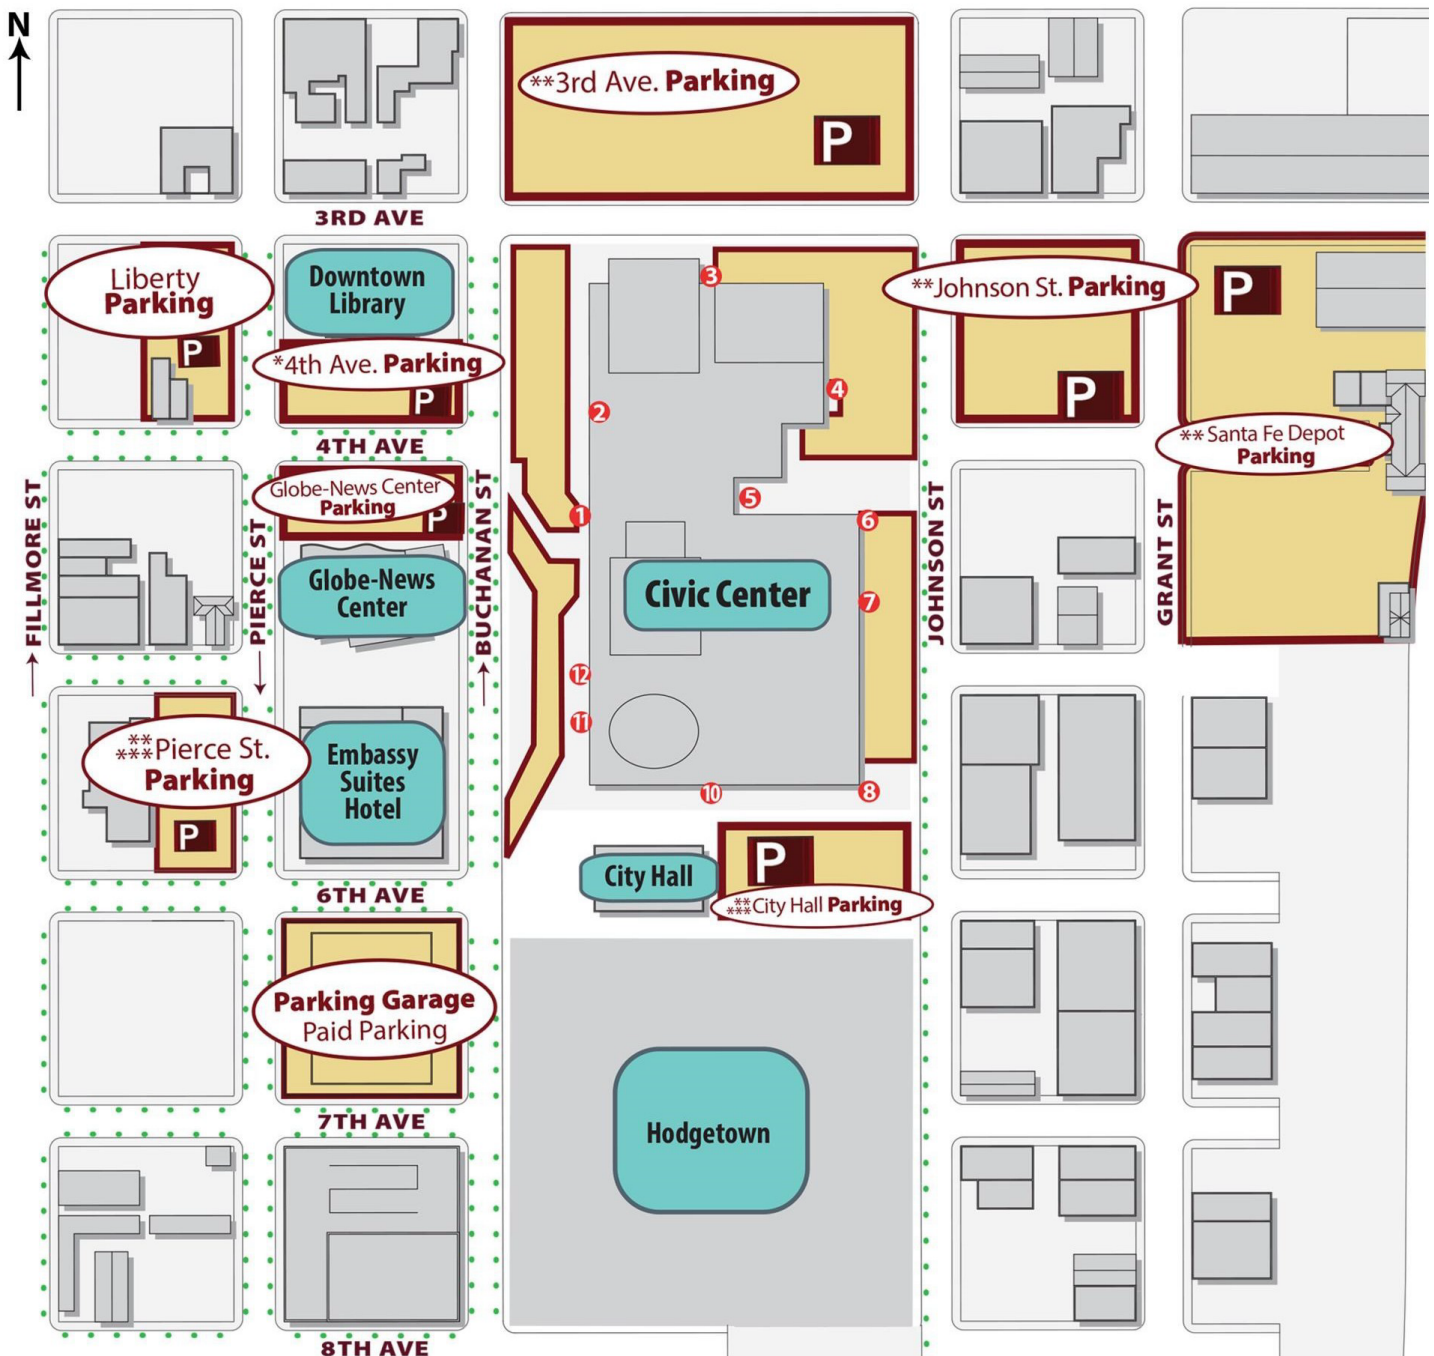 N
**3rd Ave. Parking
P
3RD AVE
Liberty
Parking
P
Downtown
Library
*4th Ave. Parking
P
3
4
2
**Johnson St. Parking
P
P
** Santa Fe Depot
Parking
4TH AVE
Globe-News Center
Parking
P
Globe-News
Center
FILLMORE ST
PIERCE ST
BUCHANAN ST
1
5
6
Civic Center
7
JOHNSON ST
GRANT ST
12
11
10
8
**
***Pierce St.
Parking
P
Embassy
Suites
Hotel
City Hall
P
**
***City Hall Parking
6TH AVE
Parking Garage
Paid Parking
7TH AVE
Hodgetown
8TH AVE